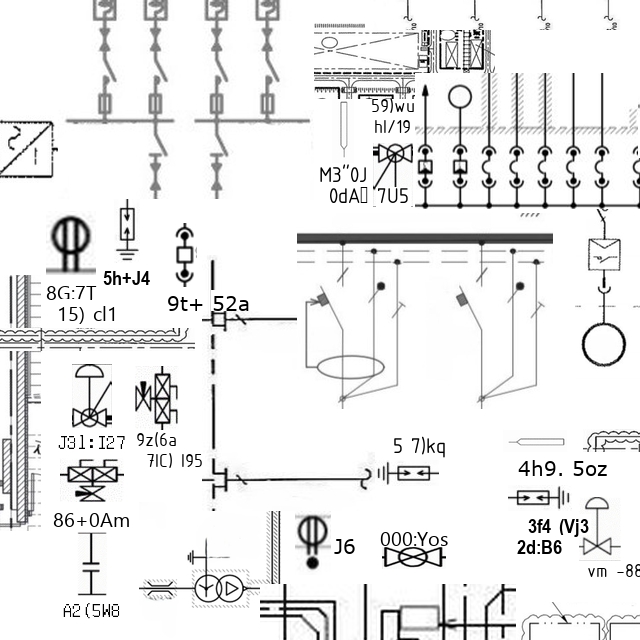 59)wu
hl/19
M3"0J
0dA
7U5
5h+J4
8G:7T
15) cl1
9t+ 52a
J31:I27
9z(6a
7IC) I95
5 7)kq
4h9. 5oz
86+0Am
3f4 (Vj3
2d:B6
J6
000:Yos
vm -88
A2(5W8